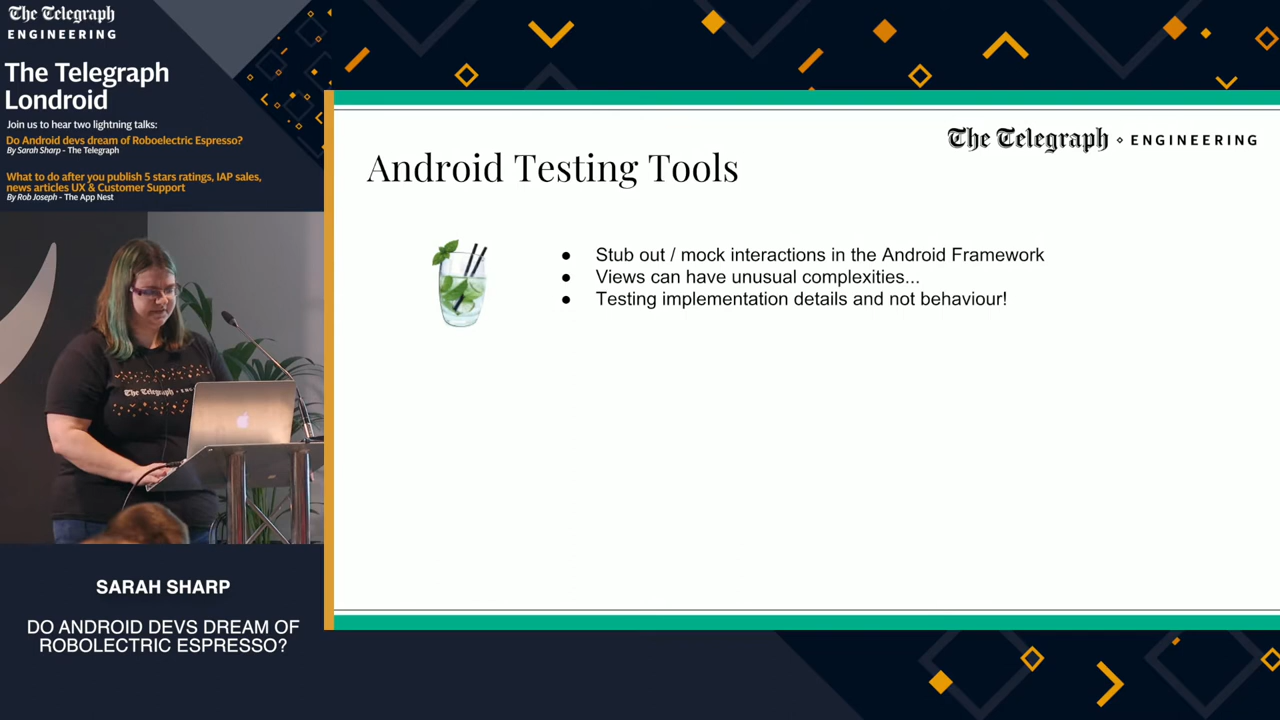 The Telegraph
ENGINEERING
The Telegraph
Londroid
Join us to hear two lightning talks:
Do Android devs dream of Roboelectric Espresso?
By Sarah Sharp - The Telegraph
What to do after you publish 5 stars ratings, IAP sales,
news articles UX & Customer Support
By Rob Joseph - The App Nest
The Telegraph ENGINEERING
Android Testing Tools
● Stub out / mock interactions in the Android Framework
● Views can have unusual complexities...
● Testing implementation details and not behaviour!
The Telegraph
SARAH SHARP
DO ANDROID DEVS DREAM OF
ROBOLECTRIC ESPRESSO?